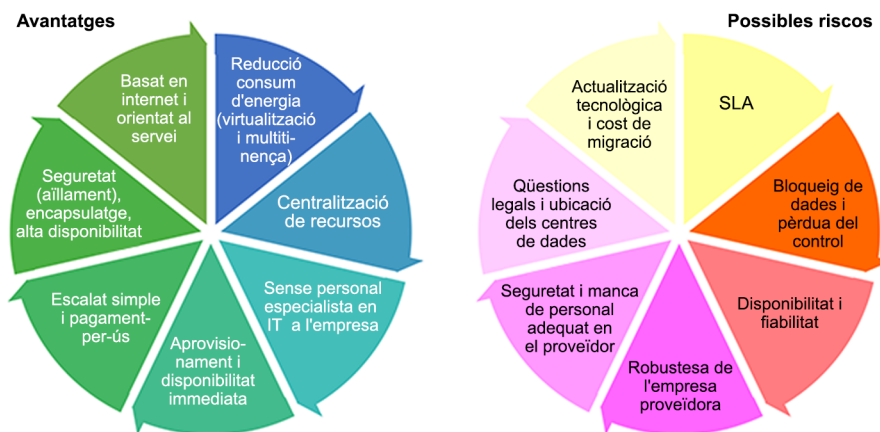 Avantatges
Reducció
consum
d'energia
(virtualització
i multiti-
nença)
Centralització
de recursos
Sense personal
especialista en
IT a l'empresa
Aprovisio-
nament i
disponibilitat
immediata
Escalat simple
i pagament-
per-ús
Seguretat
(aïllament),
encapsulatge,
alta disponibilitat
Basat en
internet i
orientat al
servei
Possibles riscos
SLA
Bloqueig de
dades i
pèrdua del
control
Disponibilitat i
fiabilitat
Robustesa de
l'empresa
proveïdora
Seguretat i manca
de personal
adequat en
el proveïdor
Qüestions
legals i ubicació
dels centres
de dades
Actualització
tecnològica
i cost de
migració